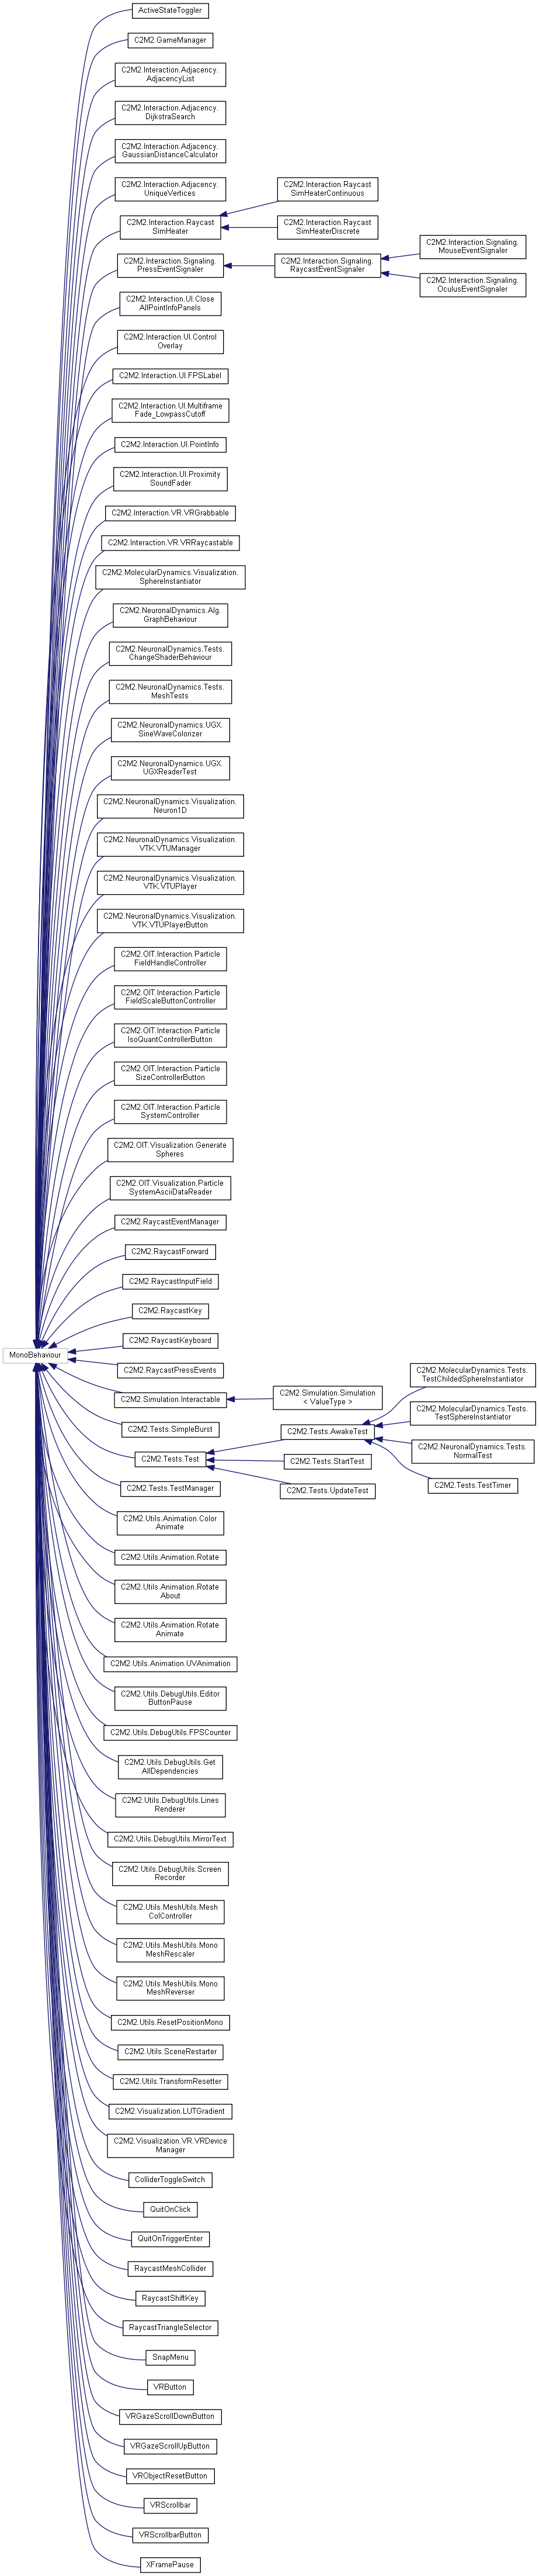 ActiveStateToggler
C2M2.GameManager
C2M2.Interaction.Adjacency.
AdjacencyList
C2M2.Interaction.Adjacency.
DijkstraSearch
C2M2.Interaction.Adjacency.
GaussianDistanceCalculator
C2M2.Interaction.Adjacency.
UniqueVertices
C2M2.Interaction.Raycast
SimHeater
C2M2.Interaction.Raycast
SimHeaterContinuous
C2M2.Interaction.Raycast
SimHeaterDiscrete
C2M2.Interaction.Signaling.
PressEventSignaler
C2M2.Interaction.Signaling.
RaycastEventSignaler
C2M2.Interaction.Signaling.
MouseEventSignaler
C2M2.Interaction.Signaling.
OculusEventSignaler
C2M2.Interaction.UI.Close
AllPointInfoPanels
C2M2.Interaction.UI.Control
Overlay
C2M2.Interaction.UI.FPSLabel
C2M2.Interaction.UI.Multiframe
Fade_LowpassCutoff
C2M2.Interaction.UI.PointInfo
C2M2.Interaction.UI.Proximity
SoundFader
C2M2.Interaction.VR.VRGrabbable
C2M2.Interaction.VR.VRRaycastable
C2M2.MolecularDynamics.Visualization.
SphereInstantiator
C2M2.NeuronalDynamics.Alg.
GraphBehaviour
C2M2.NeuronalDynamics.Tests.
ChangeShaderBehaviour
C2M2.NeuronalDynamics.Tests.
MeshTests
C2M2.NeuronalDynamics.UGX.
SineWaveColorizer
C2M2.NeuronalDynamics.UGX.
UGXReaderTest
C2M2.NeuronalDynamics.Visualization.
Neuron1D
C2M2.NeuronalDynamics.Visualization.
VTK.VTUManager
C2M2.NeuronalDynamics.Visualization.
VTK.VTUPlayer
C2M2.NeuronalDynamics.Visualization.
VTK.VTUPlayerButton
C2M2.OIT.Interaction.Particle
FieldHandleController
C2M2.OIT.Interaction.Particle
FieldScaleButtonController
C2M2.OIT.Interaction.Particle
IsoQuantControllerButton
C2M2.OIT.Interaction.Particle
SizeControllerButton
C2M2.OIT.Interaction.Particle
SystemController
C2M2.OIT.Visualization.Generate
Spheres
C2M2.OIT.Visualization.Particle
SystemAsciiDataReader
C2M2.RaycastEventManager
C2M2.RaycastForward
C2M2.RaycastInputField
C2M2.RaycastKey
C2M2.RaycastKeyboard
MonoBehaviour
C2M2.RaycastPressEvents
C2M2.Simulation.Interactable
C2M2.Simulation.Simulation
< ValueType >
C2M2.Tests.SimpleBurst
C2M2.Tests.Test
C2M2.Tests.AwakeTest
C2M2.Tests.StartTest
C2M2.Tests.UpdateTest
C2M2.MolecularDynamics.Tests.
TestChildedSphereInstantiator
C2M2.MolecularDynamics.Tests.
TestSphereInstantiator
C2M2.NeuronalDynamics.Tests.
NormalTest
C2M2.Tests.TestTimer
C2M2.Tests.TestManager
C2M2.Utils.Animation.Color
Animate
C2M2.Utils.Animation.Rotate
C2M2.Utils.Animation.Rotate
About
C2M2.Utils.Animation.Rotate
Animate
C2M2.Utils.Animation.UVAnimation
C2M2.Utils.DebugUtils.Editor
ButtonPause
C2M2.Utils.DebugUtils.FPSCounter
C2M2.Utils.DebugUtils.Get
AllDependencies
C2M2.Utils.DebugUtils.Lines
Renderer
C2M2.Utils.DebugUtils.MirrorText
C2M2.Utils.DebugUtils.Screen
Recorder
C2M2.Utils.MeshUtils.Mesh
ColController
C2M2.Utils.MeshUtils.Mono
MeshRescaler
C2M2.Utils.MeshUtils.Mono
MeshReverser
C2M2.Utils.ResetPositionMono
C2M2.Utils.SceneRestarter
C2M2.Utils.TransformResetter
C2M2.Visualization.LUTGradient
C2M2.Visualization.VR.VRDevice
Manager
ColliderToggleSwitch
QuitOnClick
QuitOnTriggerEnter
RaycastMeshCollider
RaycastShiftKey
RaycastTriangleSelector
SnapMenu
VRButton
VRGazeScrollDownButton
VRGazeScrollUpButton
VRObjectResetButton
VRScrollbar
VRScrollbarButton
XFramePause